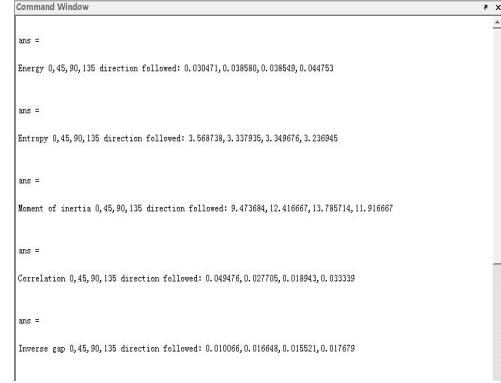 Command Window
ans =
Energy 0,45,90,135 direction followed: 0.030471,0.038580,0.038549,0.044753
ans =
Entropy 0,45,90,135 direction followed: 3.568738,3.337935,3.349676,3.236945
ans =
Moment of inertia 0,45,90,135 direction followed: 9.473684,12.416667,13.785714,11.916667
ans =
Correlation 0,45,90,135 direction followed: 0.049476,0.027705,0.018943,0.033339
ans =
Inverse gap 0,45,90,135 direction followed: 0.010066,0.016648,0.015521,0.017679